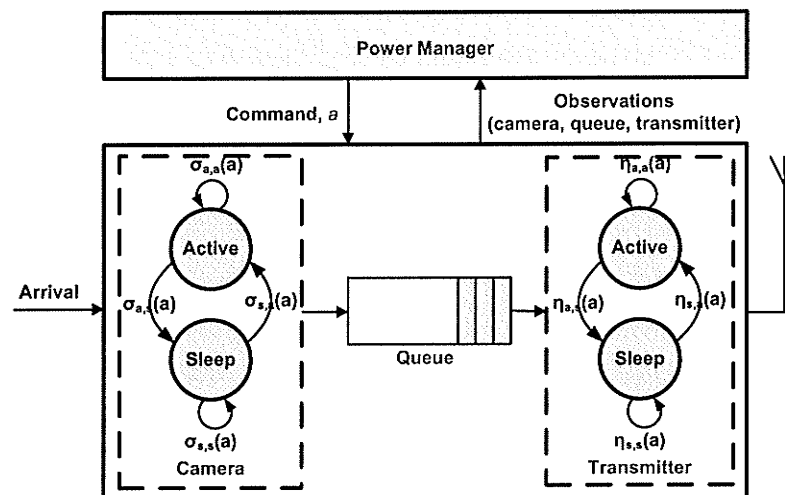 Power Manager
Command, a
Observations
(camera, queue, transmitter)
σa,a(a)
Active
σa,s(a)
σs,a(a)
Sleep
σs,s(a)
Camera
Arrival
Queue
ηa,a(a)
Active
ηa,s(a)
ηs,a(a)
Sleep
ηs,s(a)
Transmitter